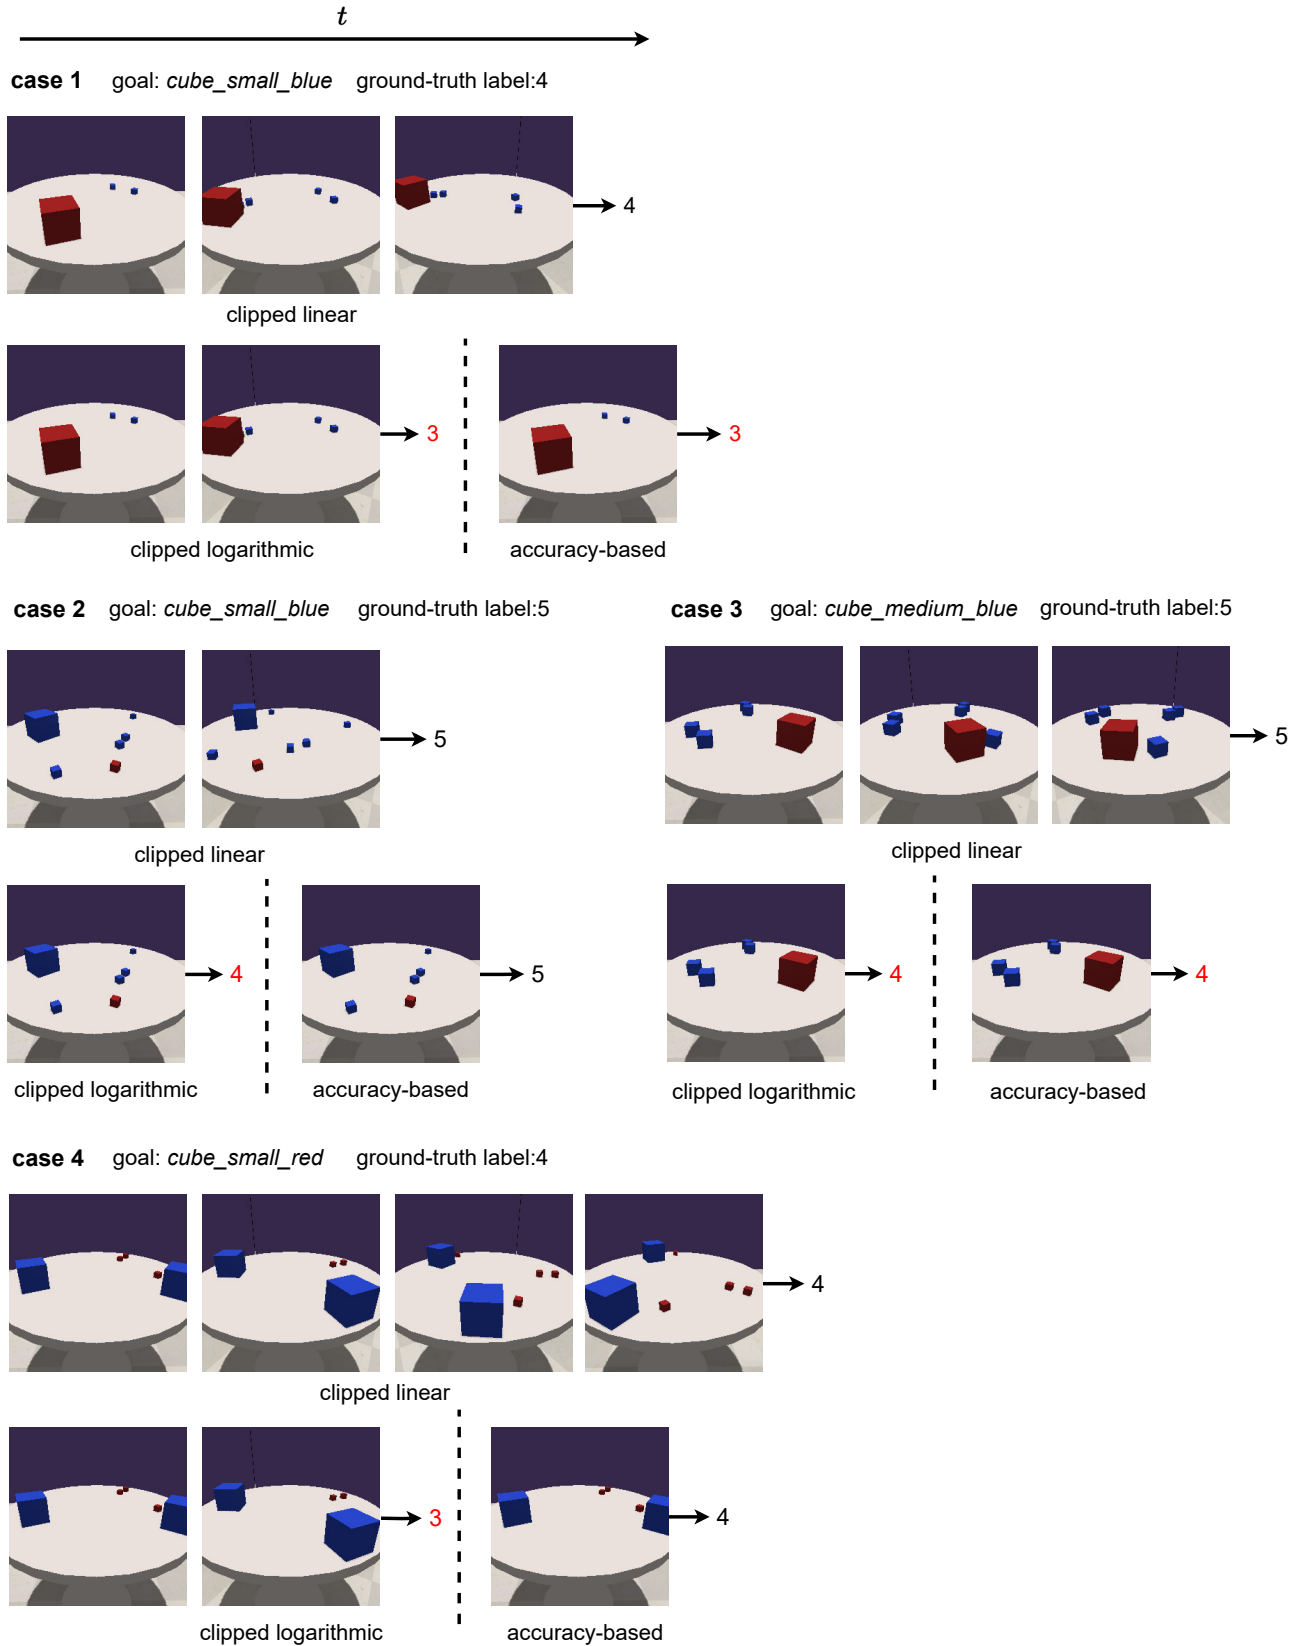 t
case 1 goal: cube_small_blue ground-truth label:4
4
clipped linear
3
3
clipped logarithmic accuracy-based
case 2 goal: cube_small_blue ground-truth label:5
case 3 goal: cube_medium_blue ground-truth label:5
5
5
clipped linear
clipped linear
4
5
4
4
clipped logarithmic accuracy-based
clipped logarithmic accuracy-based
case 4 goal: cube_small_red ground-truth label:4
4
clipped linear
3
4
clipped logarithmic accuracy-based